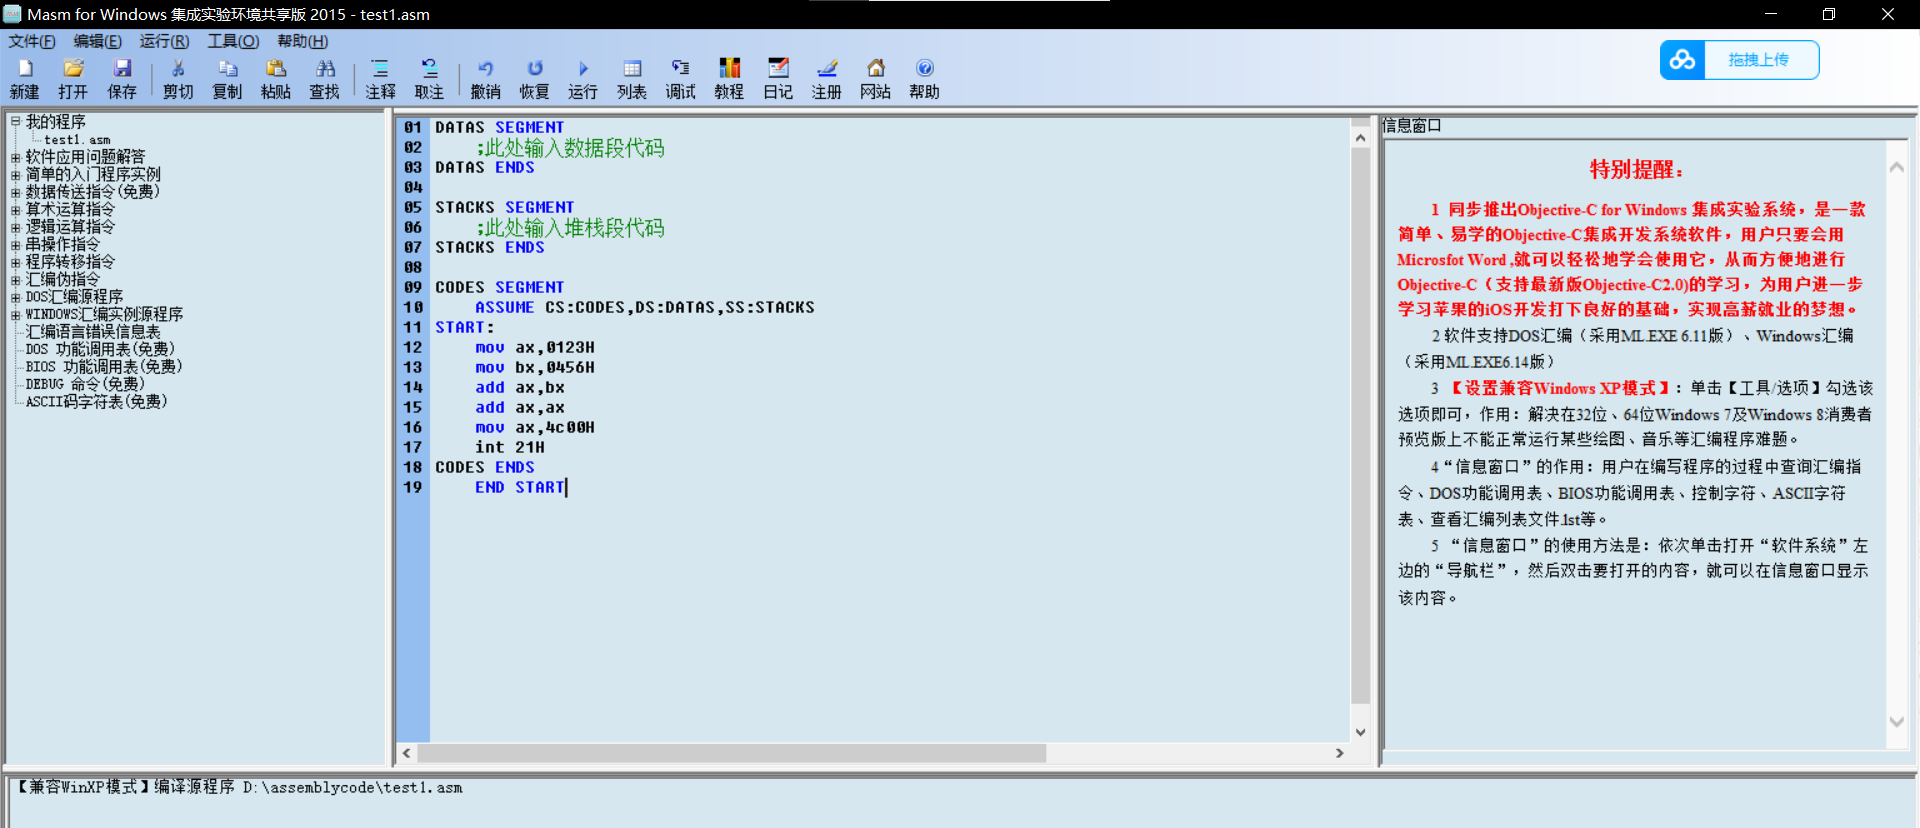 Masm for Windows 集成实验环境共享版 2015 - test1.asm
文件(F) 编辑(E) 运行(R) 工具(O) 帮助(H)
新建 打开 保存 剪切 复制 粘贴 查找 注释 取注 撤消 恢复 运行 列表 调试 教程 日记 注册 网站 帮助
拖拽上传
我的程序
test1.asm
软件应用问题解答
简单的入门程序实例
数据传送指令(免费)
算术运算指令
逻辑运算指令
串操作指令
程序转移指令
汇编伪指令
DOS汇编源程序
WINDOWS汇编实例源程序
汇编语言错误信息表
DOS 功能调用表(免费)
BIOS 功能调用表(免费)
DEBUG 命令(免费)
ASCII码字符表(免费)
01 DATAS SEGMENT
02 ;此处输入数据段代码
03 DATAS ENDS
04
05 STACKS SEGMENT
06 ;此处输入堆栈段代码
07 STACKS ENDS
08
09 CODES SEGMENT
10 ASSUME CS:CODES,DS:DATAS,SS:STACKS
11 START:
12 mov ax,0123H
13 mov bx,0456H
14 add ax,bx
15 add ax,ax
16 mov ax,4c00H
17 int 21H
18 CODES ENDS
19 END START
信息窗口
特别提醒：
1 同步推出Objective-C for Windows 集成实验系统，是一款
简单、易学的Objective-C集成开发系统软件，用户只要会用
Microsfot Word ,就可以轻松地学会使用它，从而方便地进行
Objective-C（支持最新版Objective-C2.0)的学习，为用户进一步
学习苹果的iOS开发打下良好的基础，实现高薪就业的梦想。
2 软件支持DOS汇编（采用ML.EXE 6.11版）、Windows汇编
（采用ML.EXE6.14版）
3 【设置兼容Windows XP模式】：单击【工具/选项】勾选该
选项即可，作用：解决在32位、64位Windows 7及Windows 8消费者
预览版上不能正常运行某些绘图、音乐等汇编程序难题。
4“信息窗口”的作用：用户在编写程序的过程中查询汇编指
令、DOS功能调用表、BIOS功能调用表、控制字符、ASCII字符
表、查看汇编列表文件.lst等。
5 “信息窗口”的使用方法是：依次单击打开“软件系统”左
边的“导航栏”，然后双击要打开的内容，就可以在信息窗口显示
该内容。
【兼容WinXP模式】编译源程序 D:\assemblycode\test1.asm